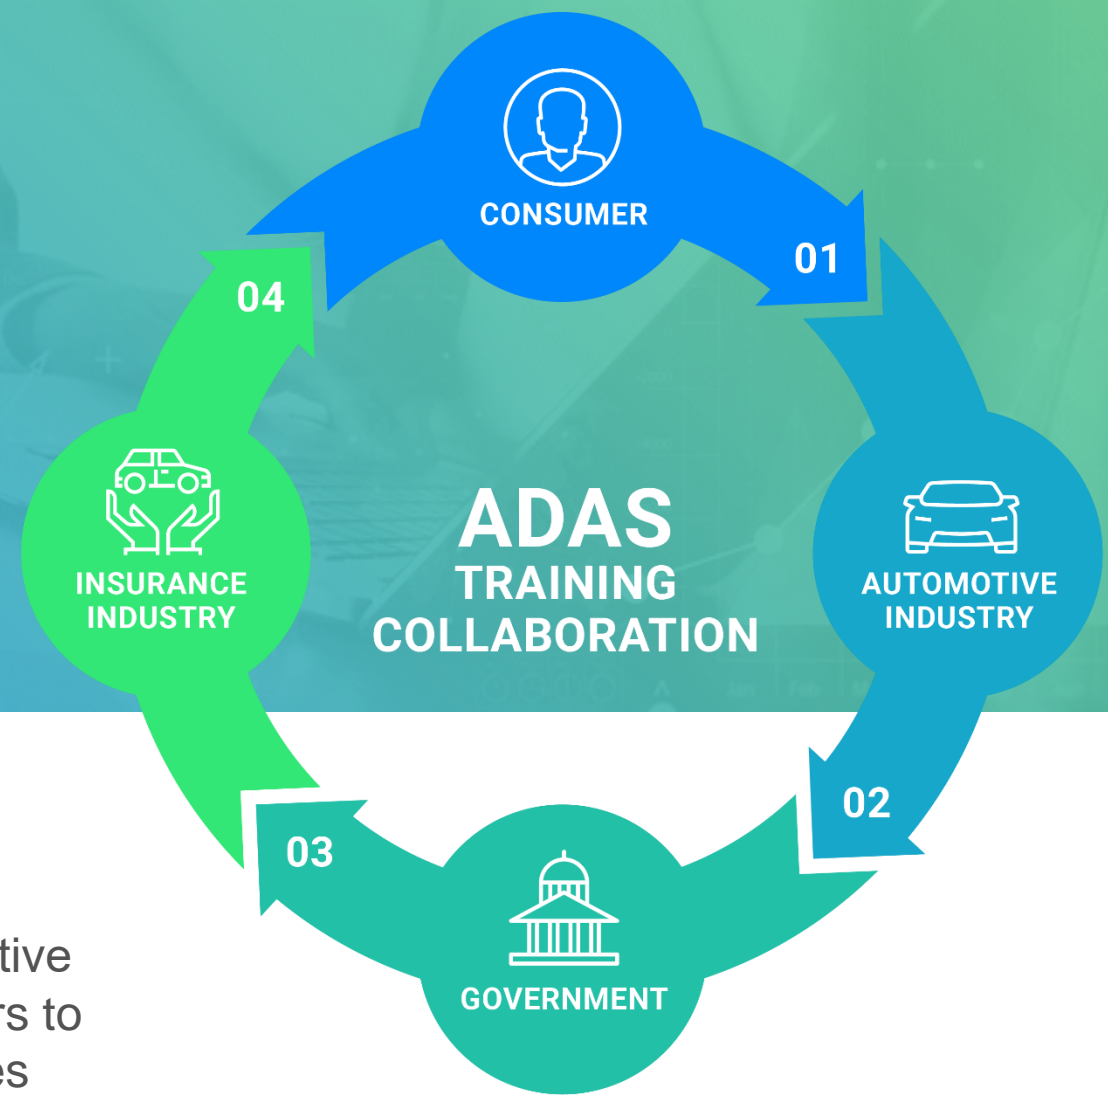 CONSUMER
01
04
ADAS
TRAINING
COLLABORATION
INSURANCE
INDUSTRY
AUTOMOTIVE
INDUSTRY
02
03
GOVERNMENT
tive
rs to
es